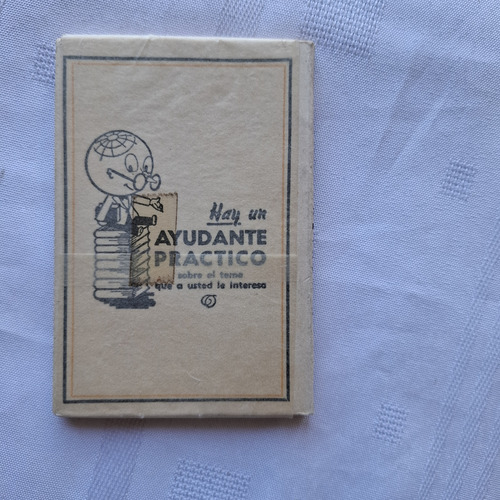 Hay un
AYUDANTE
PRACTICO
sobre el tema
que a usted le interesa